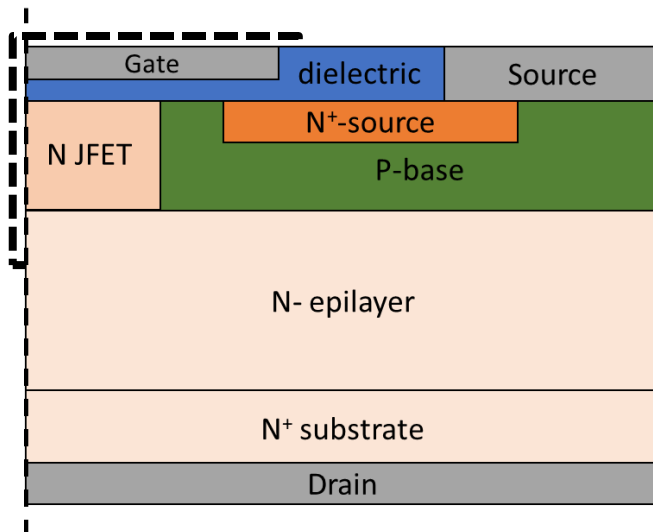 Gate
dielectric
Source
N⁺-source
N JFET
P-base
N- epilayer
N⁺ substrate
Drain